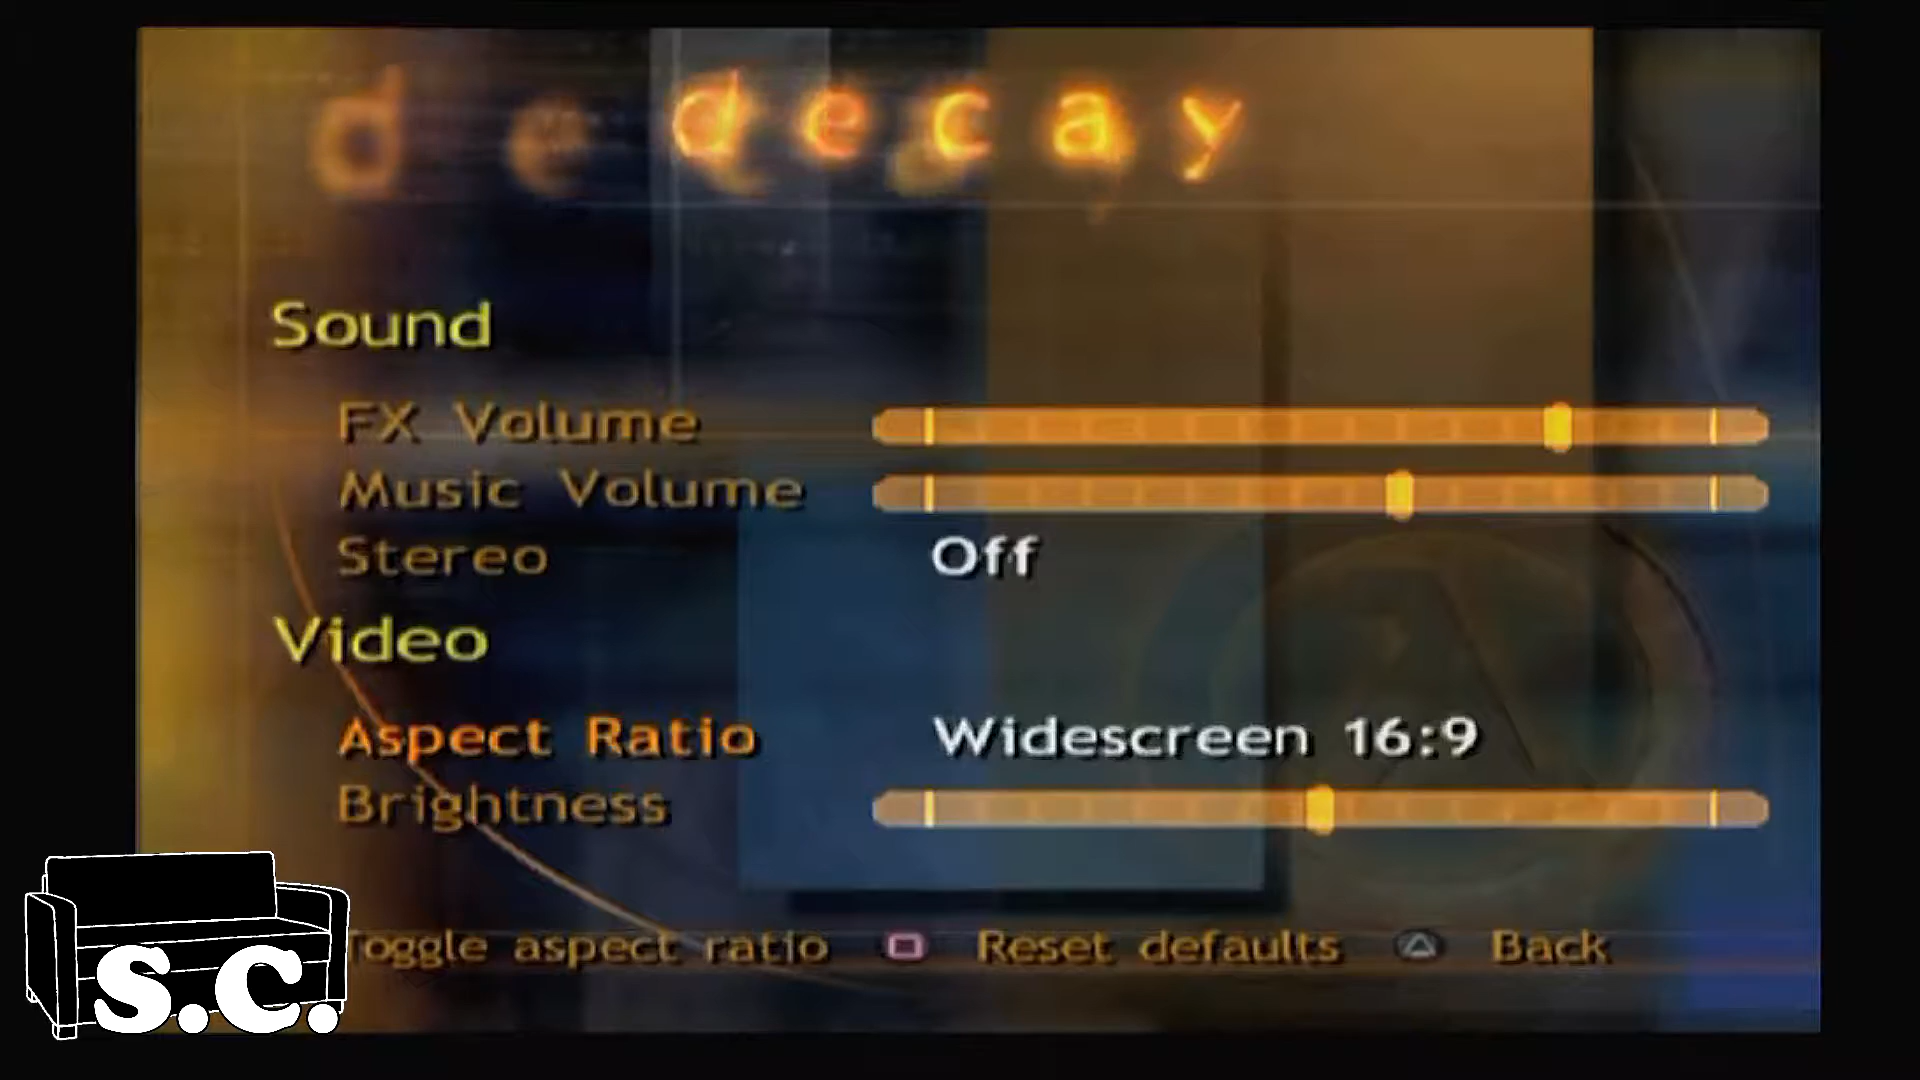 decay
Sound
FX Volume
Music Volume
Stereo Off
Video
Aspect Ratio Widescreen 16:9
Brightness
Toggle aspect ratio Reset defaults Back
S.C.